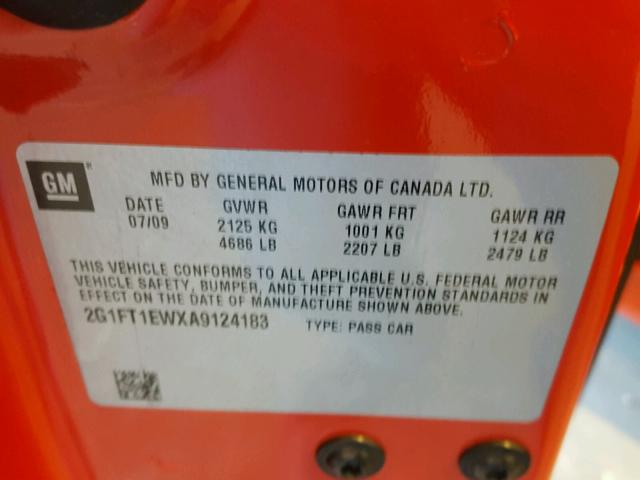 GM
MFD BY GENERAL MOTORS OF CANADA LTD.
DATE GVWR GAWR FRT GAWR RR
07/09 2125 KG 1001 KG 1124 KG
4686 LB 2207 LB 2479 LB
THIS VEHICLE CONFORMS TO ALL APPLICABLE U.S. FEDERAL MOTOR
VEHICLE SAFETY, BUMPER, AND THEFT PREVENTION STANDARDS IN
EFFECT ON THE DATE OF MANUFACTURE SHOWN ABOVE.
2G1FT1EWXA9124183 TYPE: PASS CAR